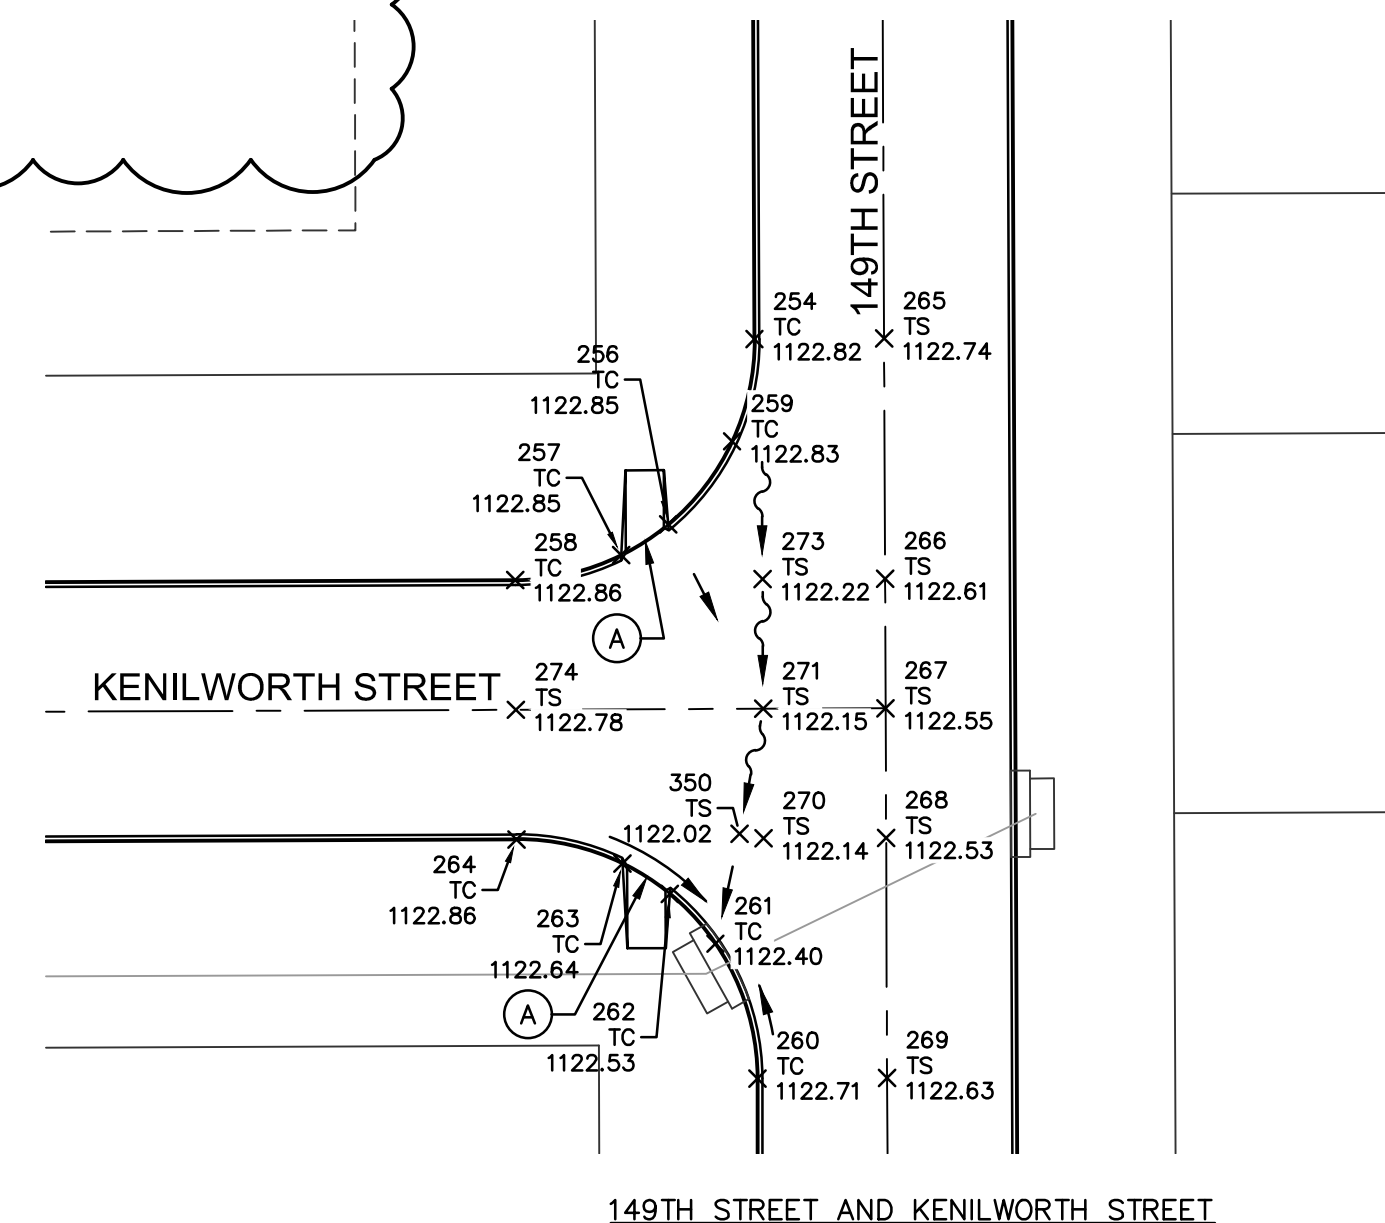 149TH STREET
254
TC
1122.82
265
TS
1122.74
256
TC
1122.85
259
TC
1122.83
257
TC
1122.85
258
TC
1122.86
273
TS
1122.22
266
TS
1122.61
A
KENILWORTH STREET
274
TS
1122.78
271
TS
1122.15
267
TS
1122.55
350
TS
1122.02
270
TS
1122.14
268
TS
1122.53
264
TC
1122.86
263
TC
1122.64
261
TC
1122.40
A
262
TC
1122.53
260
TC
1122.71
269
TS
1122.63
149TH STREET AND KENILWORTH STREET